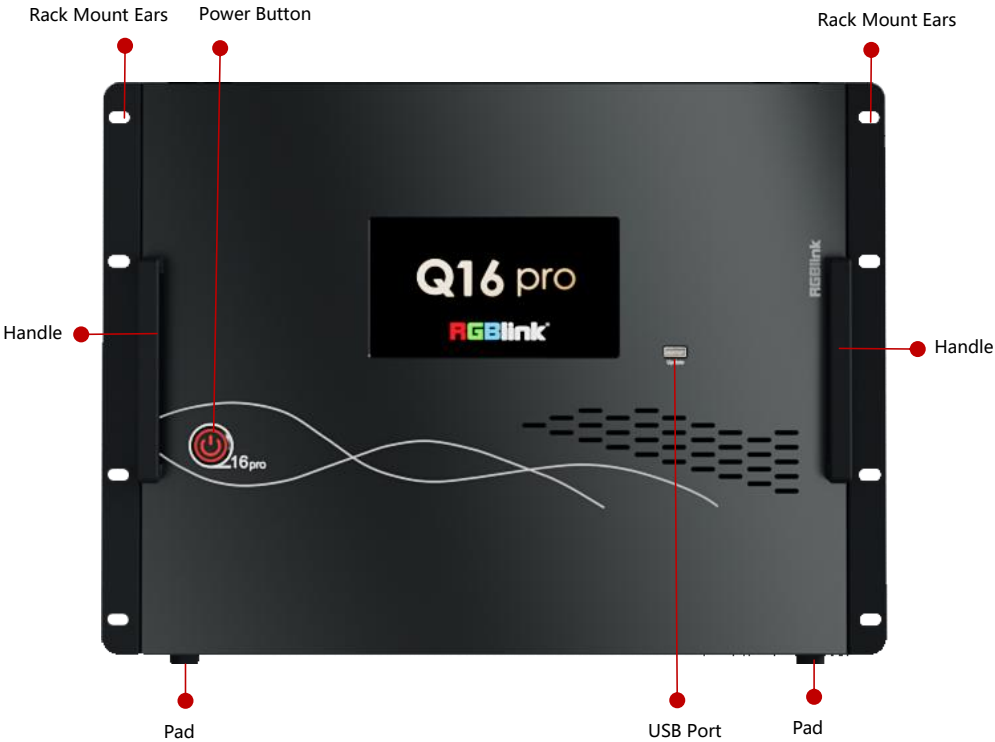 Rack Mount Ears
Power Button
Rack Mount Ears
Q16 pro
RGBlink
RGBlink
Handle
Handle
Update
16pro
Pad
USB Port
Pad